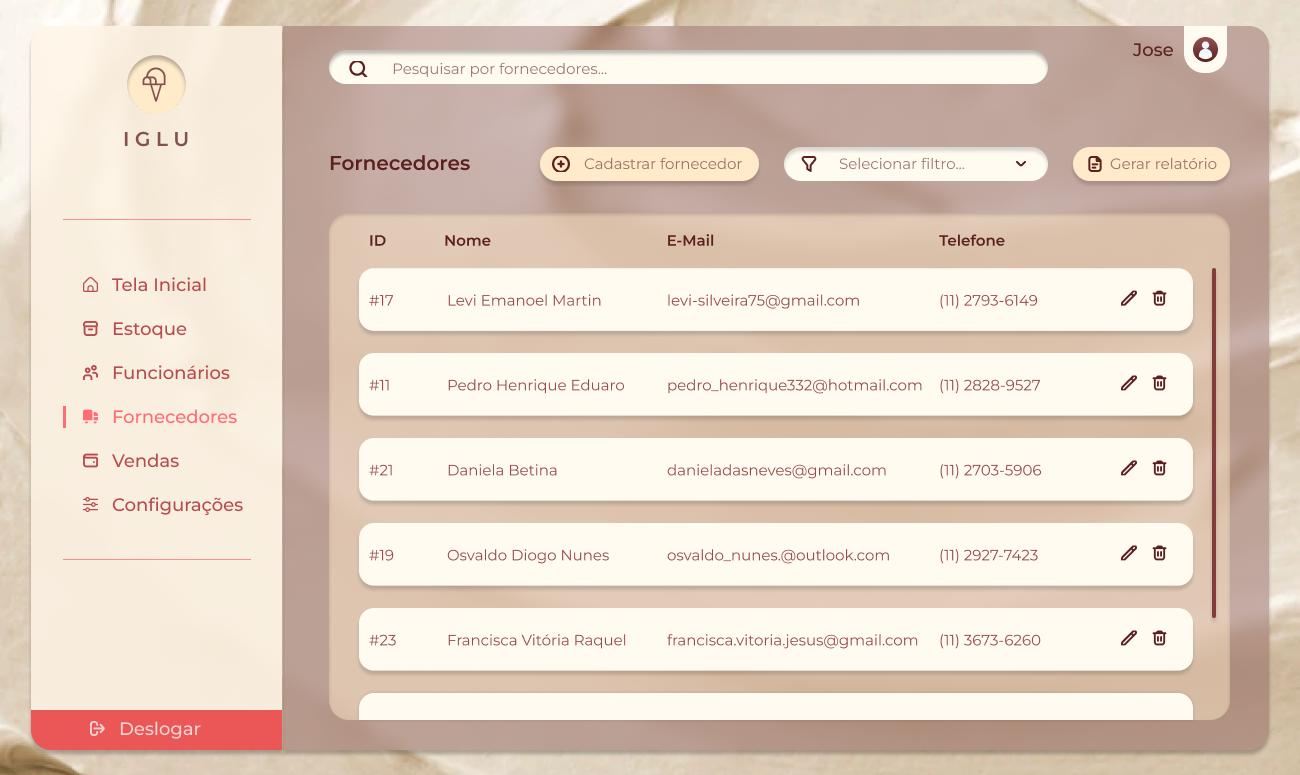 IGLU
Tela Inicial
Estoque
Funcionários
Fornecedores
Vendas
Configurações
Deslogar
Pesquisar por fornecedores...
Jose
Fornecedores
Cadastrar fornecedor
Selecionar filtro...
Gerar relatório
ID Nome E-Mail Telefone
#17 Levi Emanoel Martin levi-silveira75@gmail.com (11) 2793-6149
#11 Pedro Henrique Eduaro pedro_henrique332@hotmail.com (11) 2828-9527
#21 Daniela Betina danieladasneves@gmail.com (11) 2703-5906
#19 Osvaldo Diogo Nunes osvaldo_nunes.@outlook.com (11) 2927-7423
#23 Francisca Vitória Raquel francisca.vitoria.jesus@gmail.com (11) 3673-6260